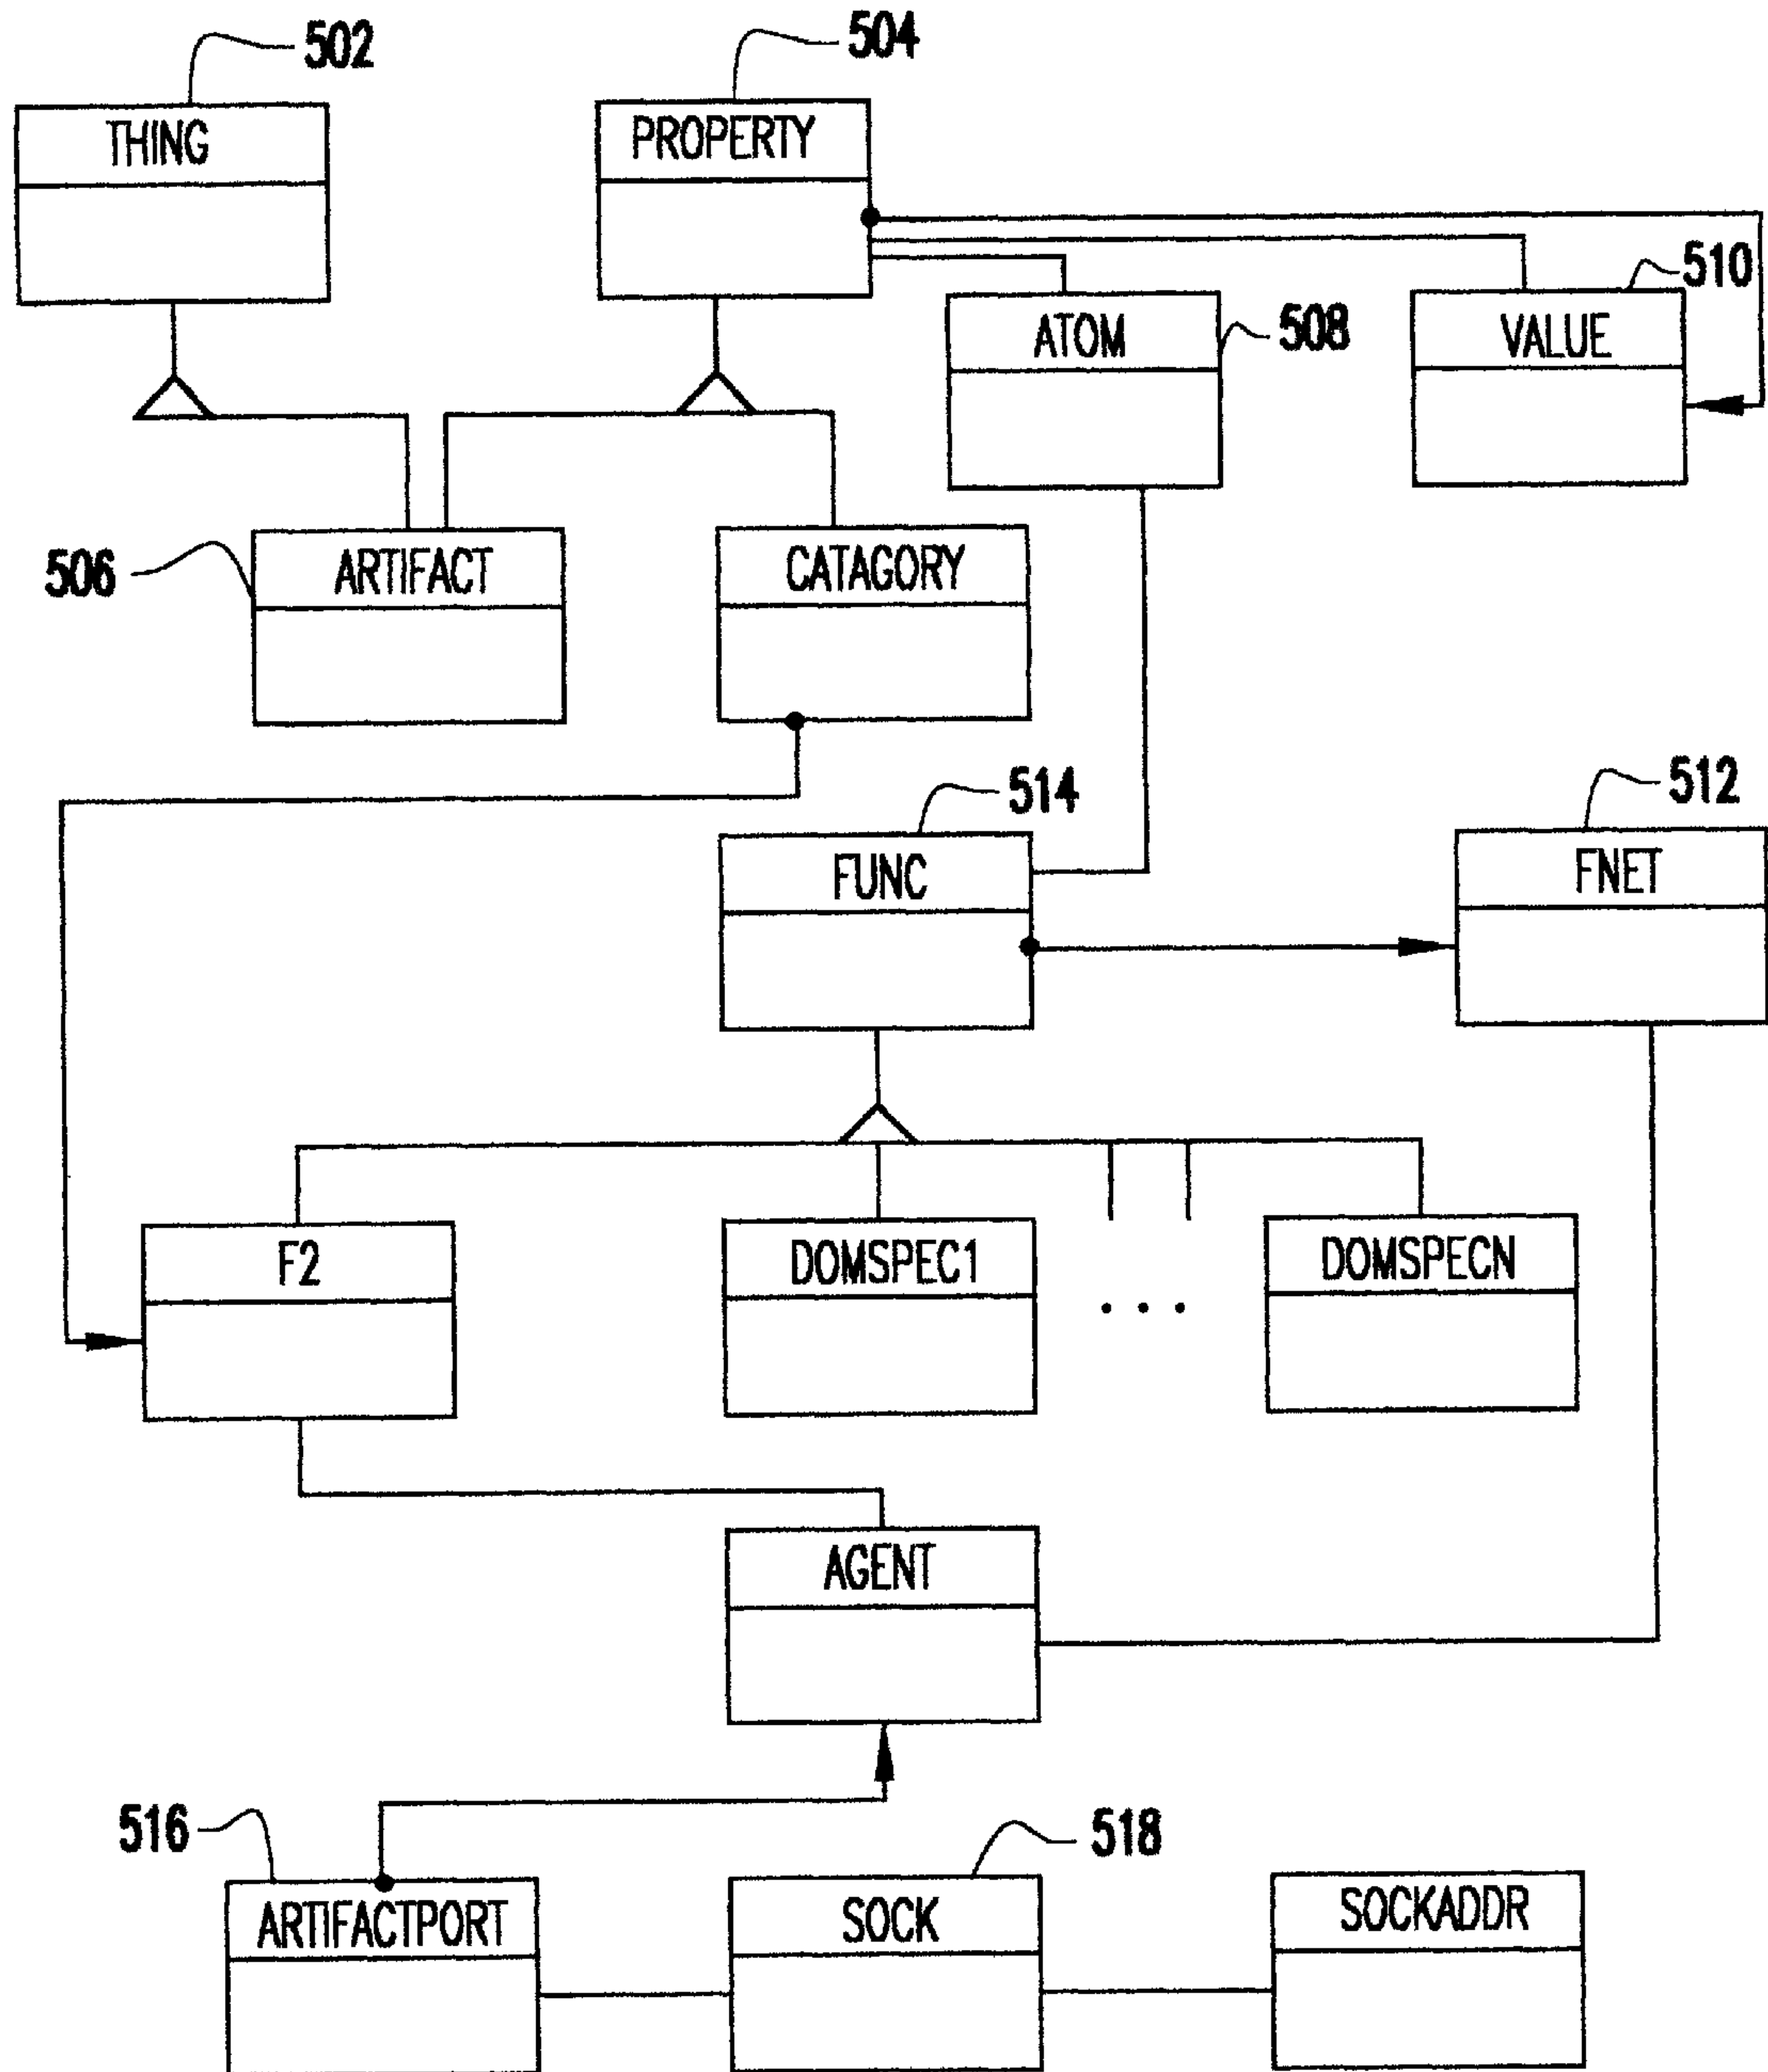 502
504
THING
PROPERTY
510
ATOM
508
VALUE
506
ARTIFACT
CATAGORY
514
512
FUNC
FNET
F2
DOMSPEC1
...
DOMSPECN
AGENT
516
518
ARTIFACTPORT
SOCK
SOCKADDR